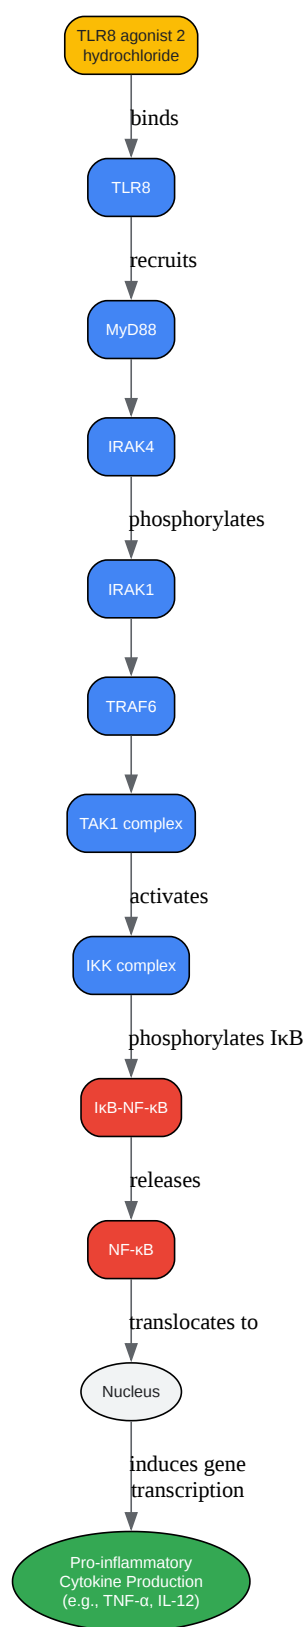 TLR8 agonist 2
hydrochloride
binds
TLR8
recruits
MyD88
IRAK4
phosphorylates
IRAK1
TRAF6
TAK1 complex
activates
IKK complex
phosphorylates IκB
IκB-NF-κB
releases
NF-κB
translocates to
Nucleus
induces gene
transcription
Pro-inflammatory
Cytokine Production
(e.g., TNF-α, IL-12)